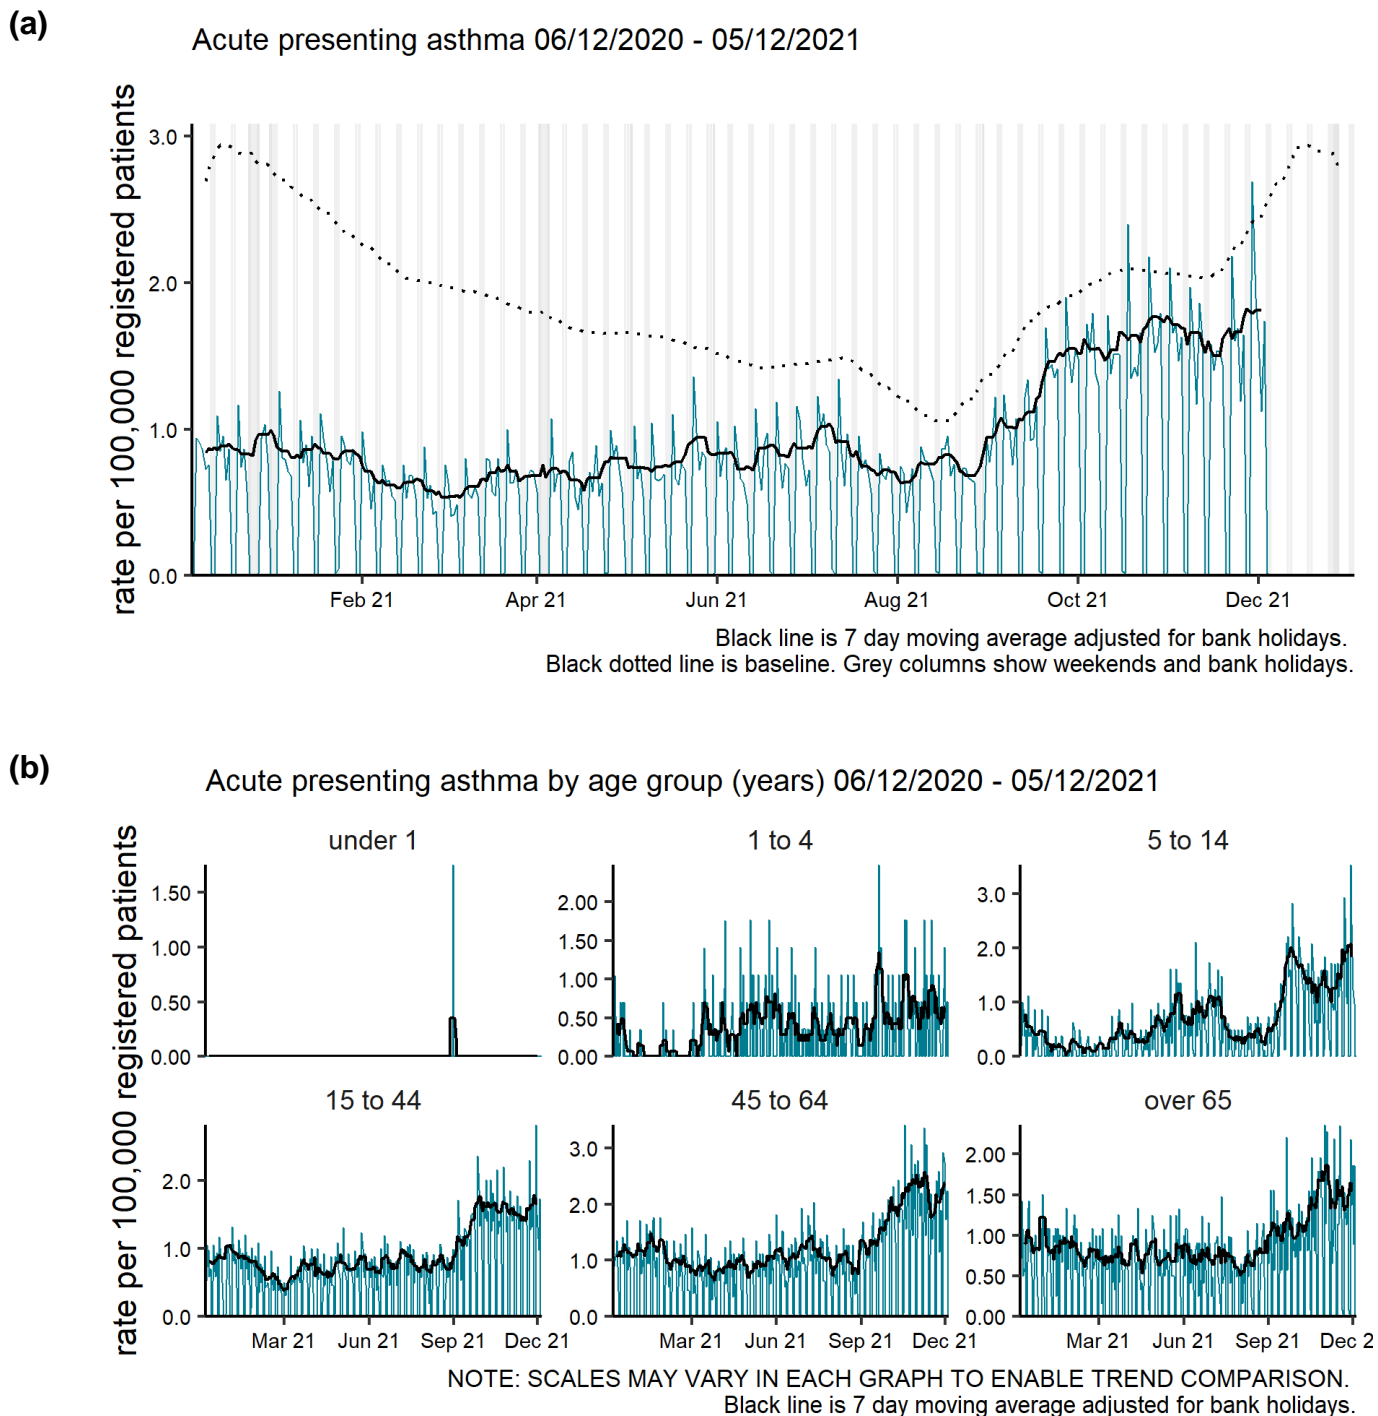 (a)
Acute presenting asthma 06/12/2020 - 05/12/2021
rate per 100,000 registered patients
3.0
2.0
1.0
0.0
Feb 21 Apr 21 Jun 21 Aug 21 Oct 21 Dec 21
Black line is 7 day moving average adjusted for bank holidays.
Black dotted line is baseline. Grey columns show weekends and bank holidays.
(b)
Acute presenting asthma by age group (years) 06/12/2020 - 05/12/2021
rate per 100,000 registered patients
under 1 1 to 4 5 to 14
1.50
1.00
0.50
0.00
2.00
1.50
1.00
0.50
0.00
3.0
2.0
1.0
0.0
15 to 44 45 to 64 over 65
2.0
1.0
0.0
3.0
2.0
1.0
0.0
2.00
1.50
1.00
0.50
0.00
Mar 21 Jun 21 Sep 21 Dec 21 Mar 21 Jun 21 Sep 21 Dec 21 Mar 21 Jun 21 Sep 21 Dec 2
NOTE: SCALES MAY VARY IN EACH GRAPH TO ENABLE TREND COMPARISON.
Black line is 7 day moving average adjusted for bank holidays.